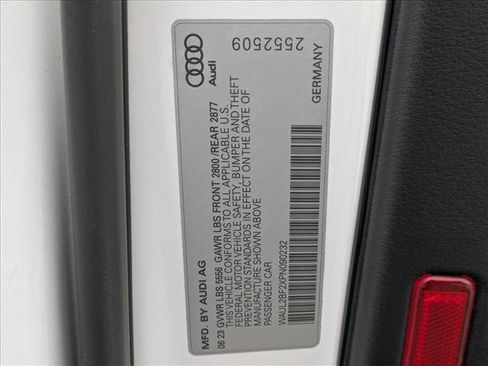 Audi
2552509
GERMANY
MFD. BY AUDI AG
06 23 GVWR LBS 5556 GAWR LBS FRONT 2800 /REAR 2877
THIS VEHICLE CONFORMS TO ALL APPLICABLE U.S.
FEDERAL MOTOR VEHICLE SAFETY, BUMPER AND THEFT
PREVENTION STANDARDS IN EFFECT ON THE DATE OF
MANUFACTURE SHOWN ABOVE
PASSENGER CAR
WAUL2BF2XPN090232